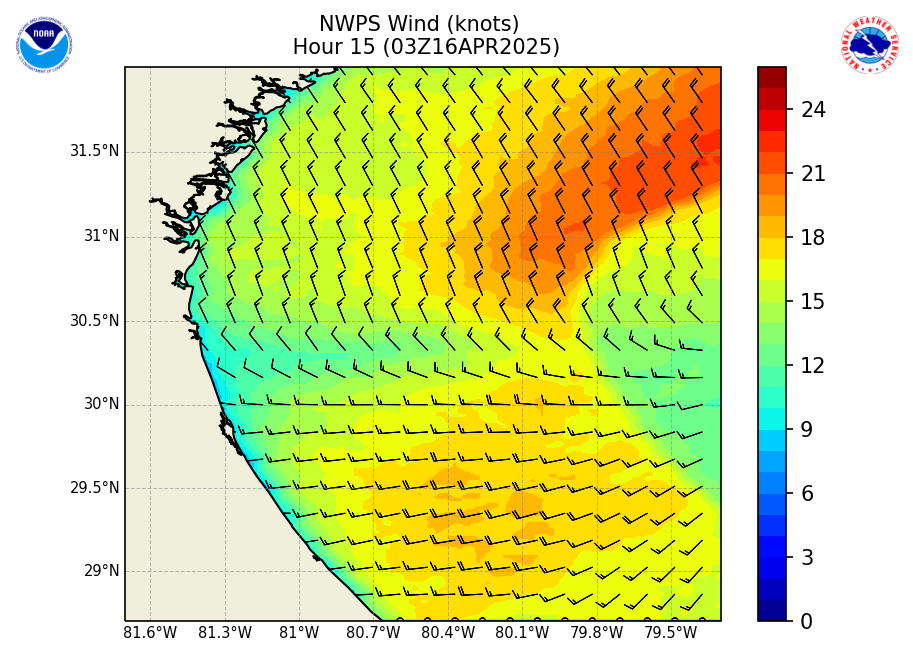 NWPS Wind (knots)
Hour 15 (03Z16APR2025)
NOAA
NATIONAL WEATHER SERVICE
31.5°N
31°N
30.5°N
30°N
29.5°N
29°N
81.6°W 81.3°W 81°W 80.7°W 80.4°W 80.1°W 79.8°W 79.5°W
24
21
18
15
12
9
6
3
0